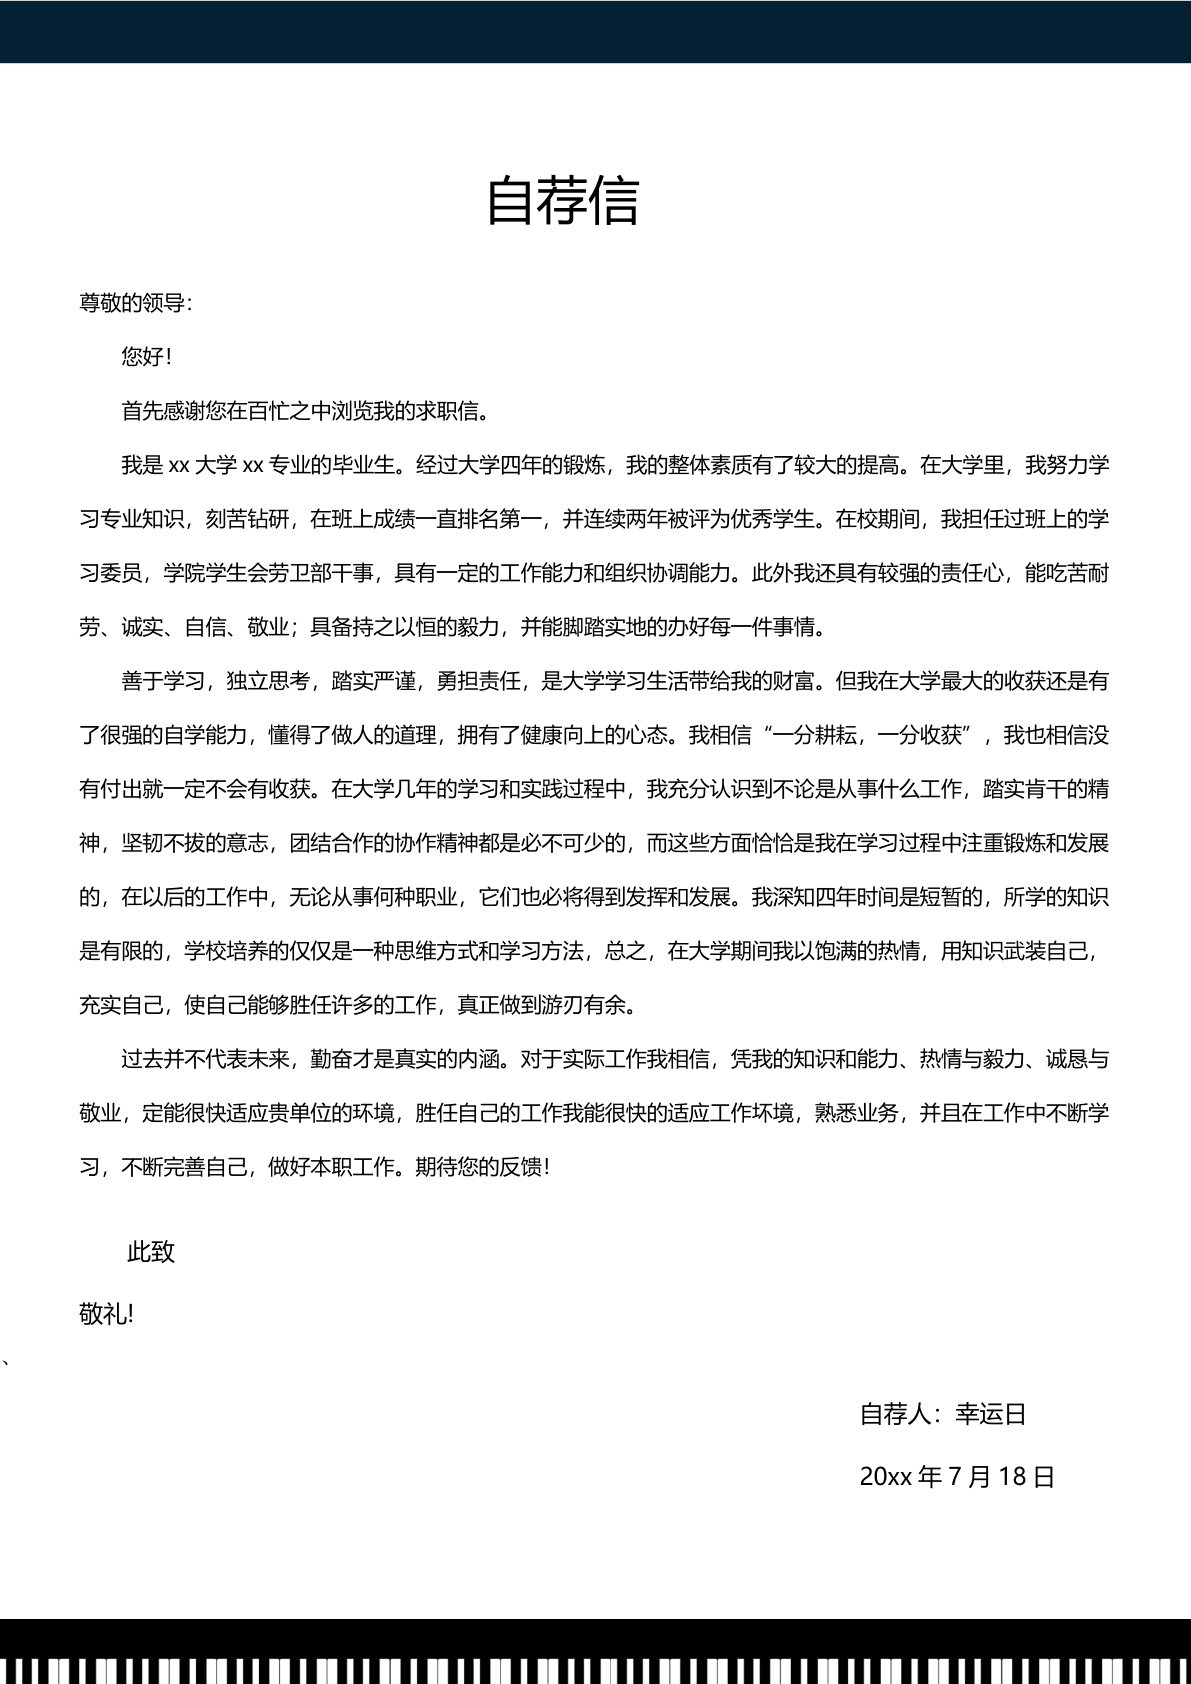 自荐信
尊敬的领导：
您好！
首先感谢您在百忙之中浏览我的求职信。
我是 xx 大学 xx 专业的毕业生。经过大学四年的锻炼，我的整体素质有了较大的提高。在大学里，我努力学
习专业知识，刻苦钻研，在班上成绩一直排名第一，并连续两年被评为优秀学生。在校期间，我担任过班上的学
习委员，学院学生会劳卫部干事，具有一定的工作能力和组织协调能力。此外我还具有较强的责任心，能吃苦耐
劳、诚实、自信、敬业；具备持之以恒的毅力，并能脚踏实地的办好每一件事情。
善于学习，独立思考，踏实严谨，勇担责任，是大学学习生活带给我的财富。但我在大学最大的收获还是有
了很强的自学能力，懂得了做人的道理，拥有了健康向上的心态。我相信“一分耕耘，一分收获”，我也相信没
有付出就一定不会有收获。在大学几年的学习和实践过程中，我充分认识到不论是从事什么工作，踏实肯干的精
神，坚韧不拔的意志，团结合作的协作精神都是必不可少的，而这些方面恰恰是我在学习过程中注重锻炼和发展
的，在以后的工作中，无论从事何种职业，它们也必将得到发挥和发展。我深知四年时间是短暂的，所学的知识
是有限的，学校培养的仅仅是一种思维方式和学习方法，总之，在大学期间我以饱满的热情，用知识武装自己，
充实自己，使自己能够胜任许多的工作，真正做到游刃有余。
过去并不代表未来，勤奋才是真实的内涵。对于实际工作我相信，凭我的知识和能力、热情与毅力、诚恳与
敬业，定能很快适应贵单位的环境，胜任自己的工作我能很快的适应工作坏境，熟悉业务，并且在工作中不断学
习，不断完善自己，做好本职工作。期待您的反馈！
此致
敬礼!
、
自荐人：幸运日
20xx 年 7 月 18 日